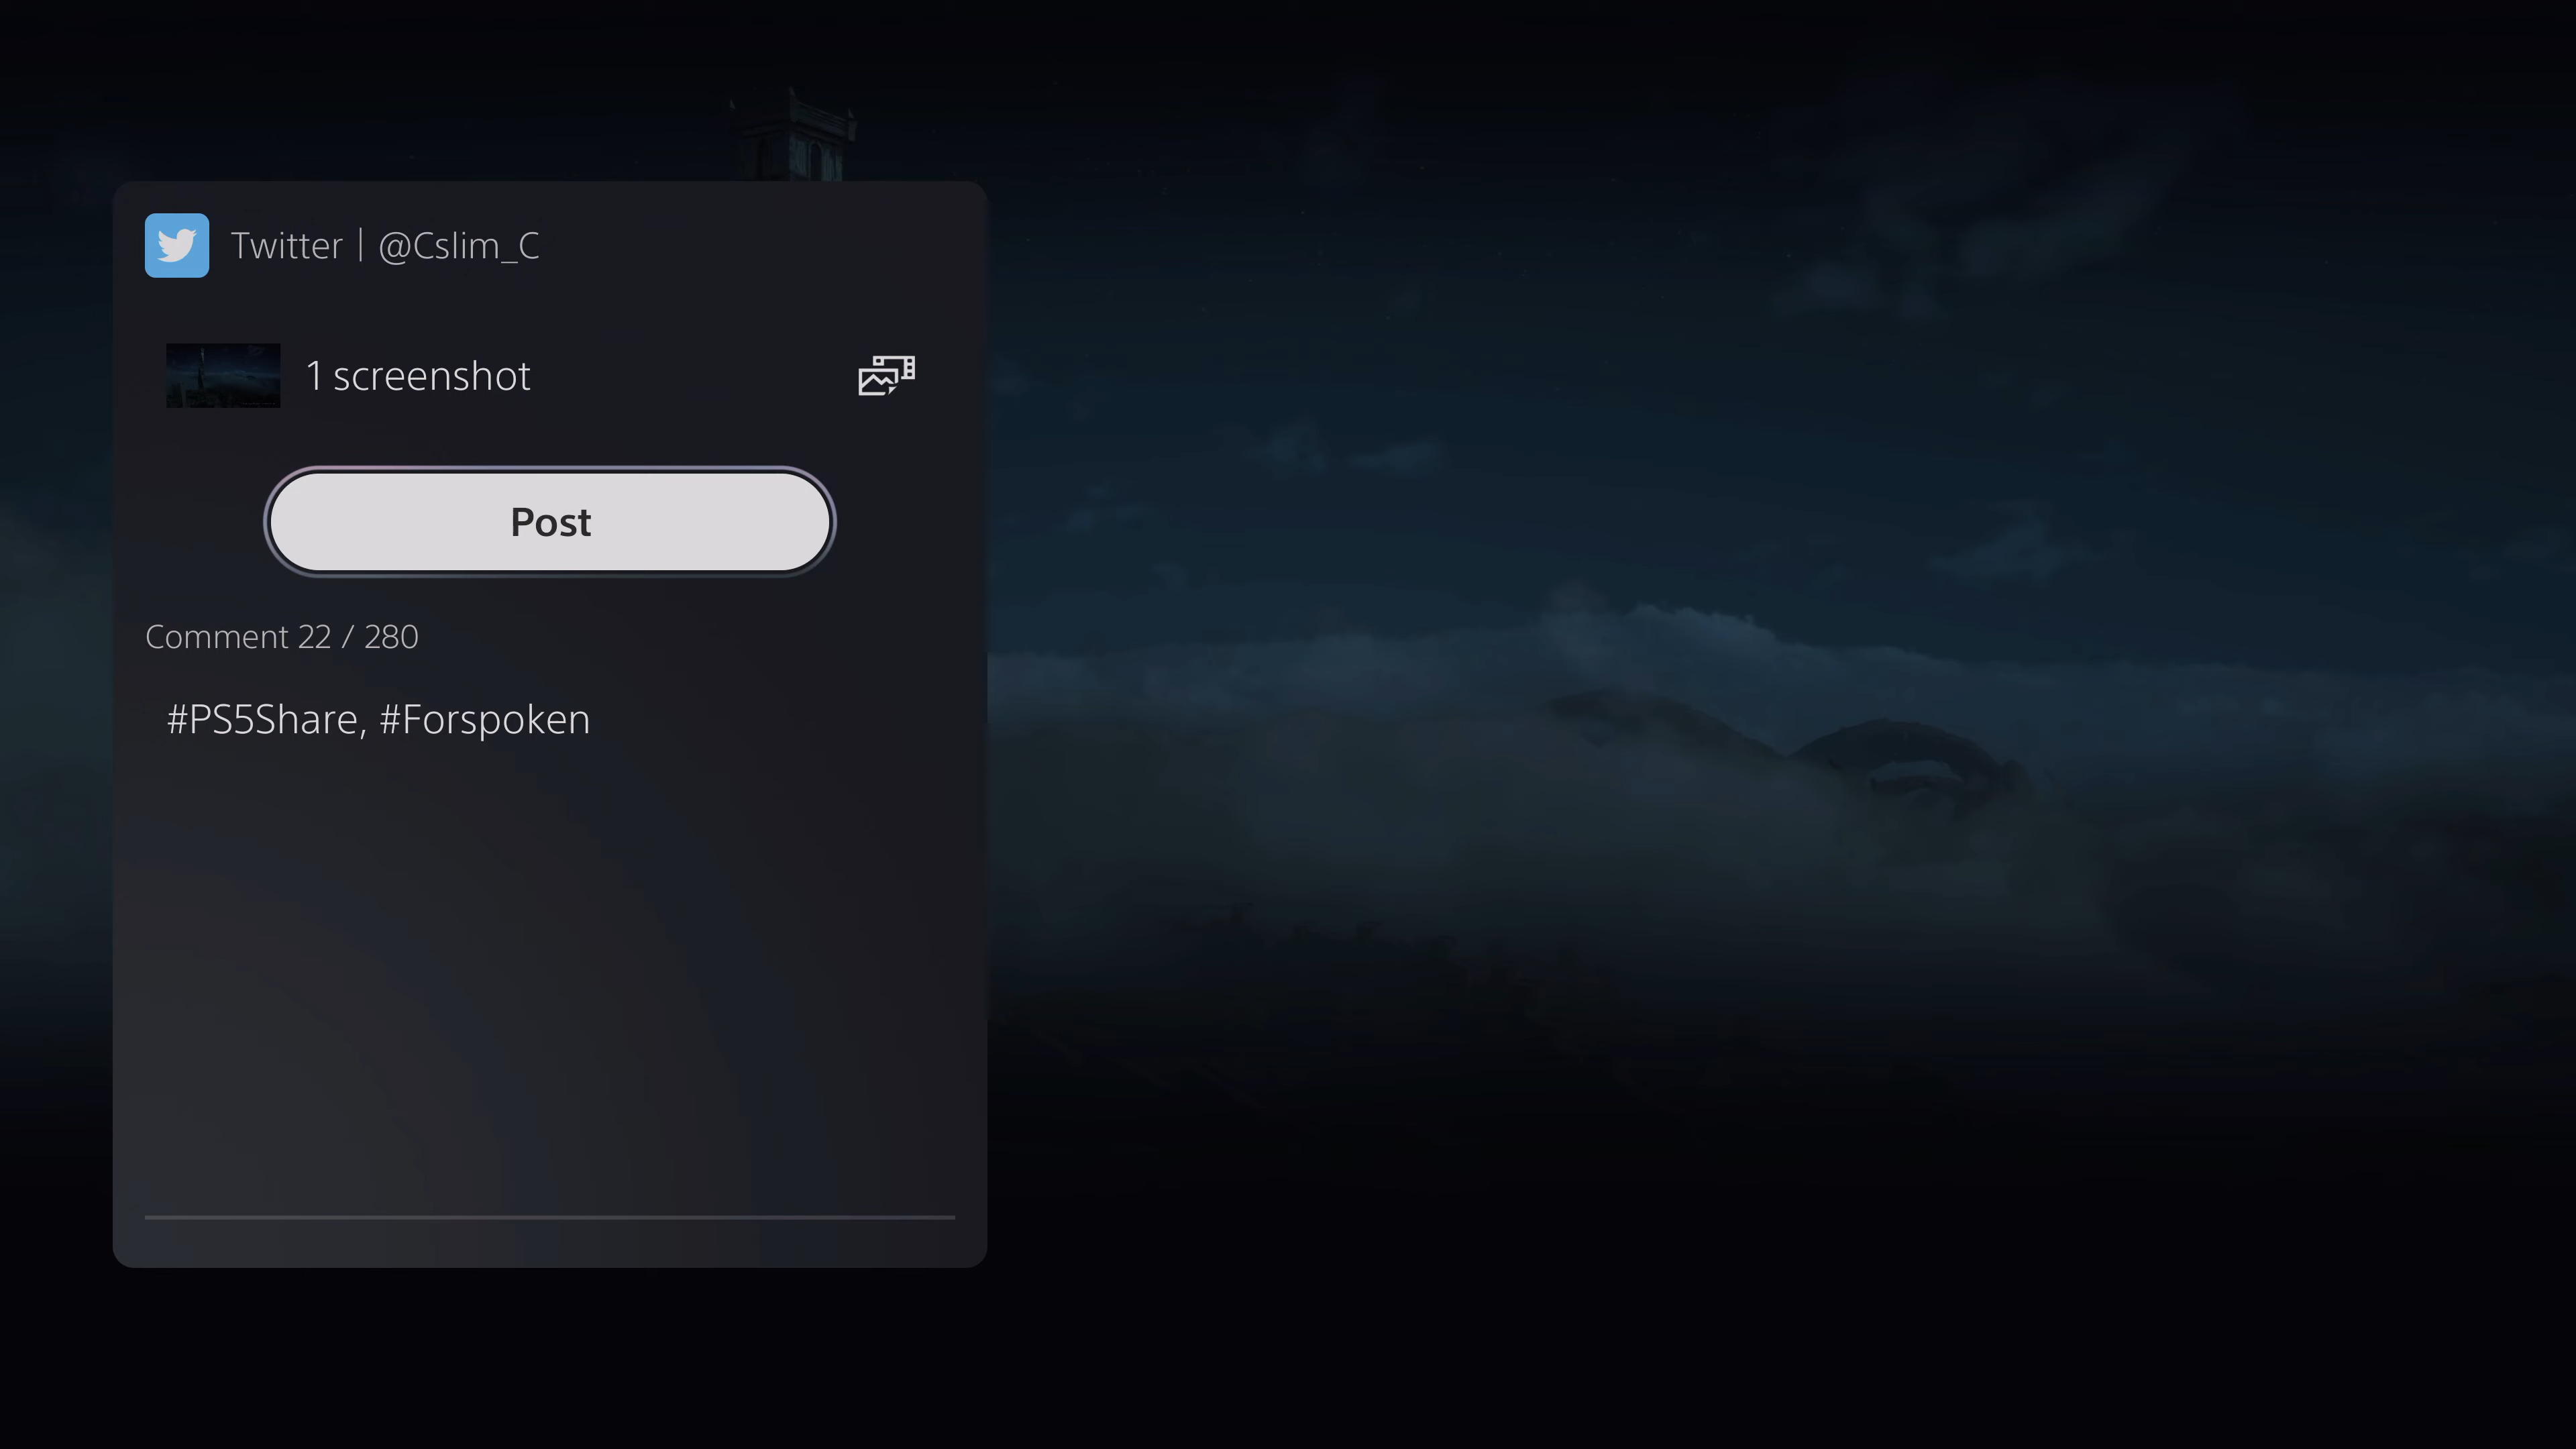 Twitter | @Cslim_C
1 screenshot
Post
Comment 22 / 280
#PS5Share, #Forspoken